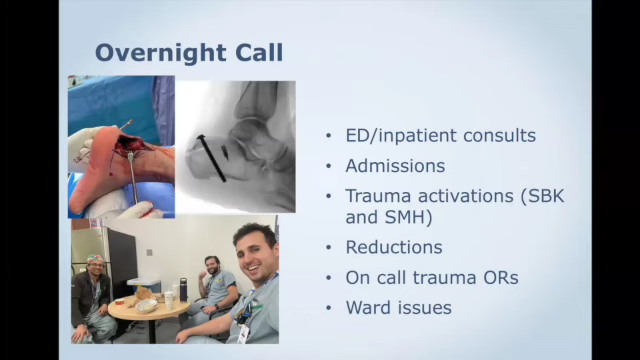 Overnight Call
• ED/inpatient consults
• Admissions
• Trauma activations (SBK
and SMH)
• Reductions
• On call trauma ORs
• Ward issues